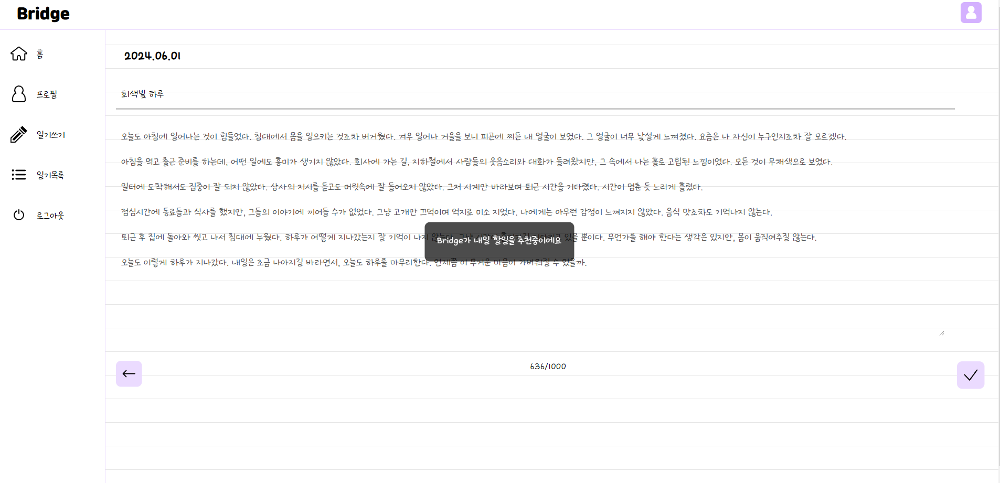 Bridge
홈
프로필
일기쓰기
일기목록
로그아웃
2024.06.01
회색빛 하루
오늘도 아침에 일어나는 것이 힘들었다. 침대에서 몸을 일으키는 것조차 버거웠다. 겨우 일어나 거울을 보니 피곤에 찌든 내 얼굴이 보였다. 그 얼굴이 너무 낯설게 느껴졌다. 요즘은 나 자신이 누구인지조차 잘 모르겠다.
아침을 먹고 출근 준비를 하는데, 어떤 일에도 흥미가 생기지 않았다. 회사에 가는 길, 지하철에서 사람들의 웃음소리와 대화가 들려왔지만, 그 속에서 나는 홀로 고립된 느낌이었다. 모든 것이 무채색으로 보였다.
일터에 도착해서도 집중이 잘 되지 않았다. 상사의 지시를 듣고도 머릿속에 잘 들어오지 않았다. 그저 시계만 바라보며 퇴근 시간을 기다렸다. 시간이 멈춘 듯 느리게 흘렀다.
점심시간에 동료들과 식사를 했지만, 그들의 이야기에 끼어들 수가 없었다. 그냥 고개만 끄덕이며 억지로 미소 지었다. 나에게는 아무런 감정이 느껴지지 않았다. 음식 맛조차도 기억나지 않는다.
퇴근 후 집에 돌아와 씻고 나서 침대에 누웠다. 하루가 어떻게 지나갔는지 잘 기억이 나지 않는다. 그냥 있을 뿐이다. 무언가를 해야 한다는 생각은 있지만, 몸이 움직여주질 않는다.
Bridge가 내일 할일을 추천중이에요
오늘도 이렇게 하루가 지나갔다. 내일은 조금 나아지길 바라면서, 오늘도 하루를 마무리한다. 언제쯤 이 무거운 마음이 가벼워질 수 있을까.
636/1000